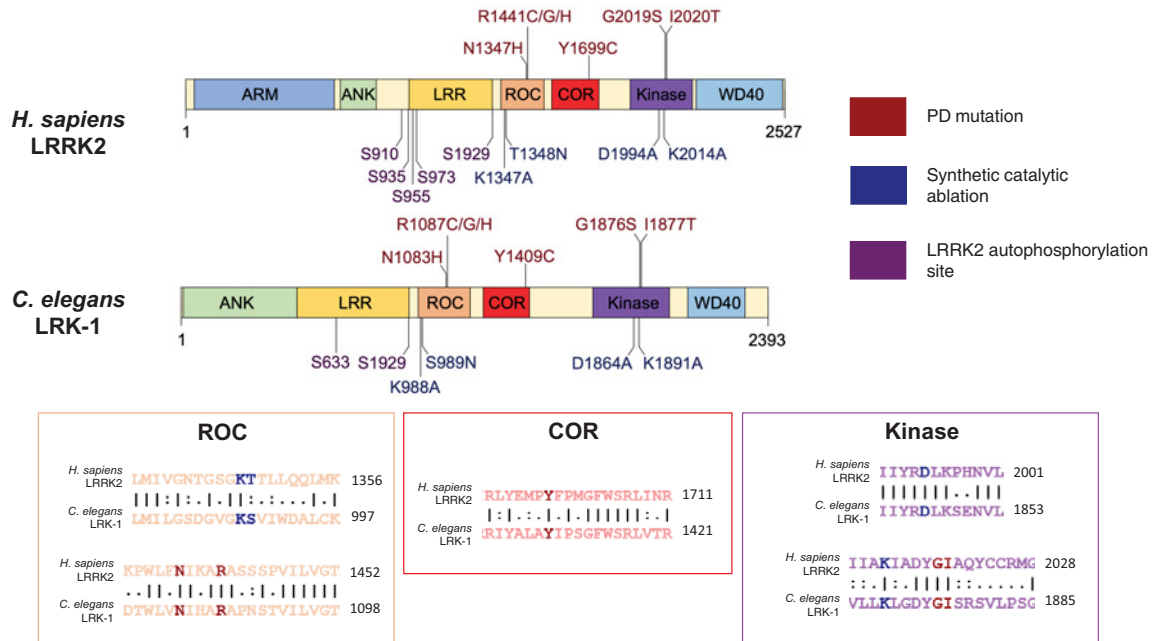 R1441C/G/H
G2019S I2020T
N1347H
Y1699C
ARM
ANK
LRR
ROC
COR
Kinase
WD40
H. sapiens
LRRK2
1
2527
S910
S1929
T1348N
D1994A
K2014A
S935
S973
K1347A
S955
PD mutation
Synthetic catalytic
ablation
LRRK2 autophosphorylation
site
R1087C/G/H
G1876S I1877T
N1083H
Y1409C
ANK
LRR
ROC
COR
Kinase
WD40
C. elegans
LRK-1
1
2393
S633
S1929
S989N
D1864A
K1891A
K988A
ROC
H. sapiens
LRRK2
LMIVGNTGSGKTTLLQQLMK 1356
|||:|:.|.||:.:...|.|
C. elegans
LRK-1
LMILGSDGVGKSVIWDALCK 997
H. sapiens
LRRK2
KPWLFNIKARASSSPVILVGT 1452
C. elegans
LRK-1
DTWLVNIHARAPNSTVILVGT 1098
COR
H. sapiens
LRRK2
RLYEMPYFPMGFWSRLINR 1711
C. elegans
LRK-1
RIYALAYIPSGFWSRLVTR 1421
Kinase
H. sapiens
LRRK2
IIYRDLKPHNVL 2001
||||||||..|||
C. elegans
LRK-1
IIYRDLKSENVL 1853
H. sapiens
LRRK2
IIAKIADYGIAQYCCRMG 2028
C. elegans
LRK-1
VLLKLGDYGISRSVLPSG 1885